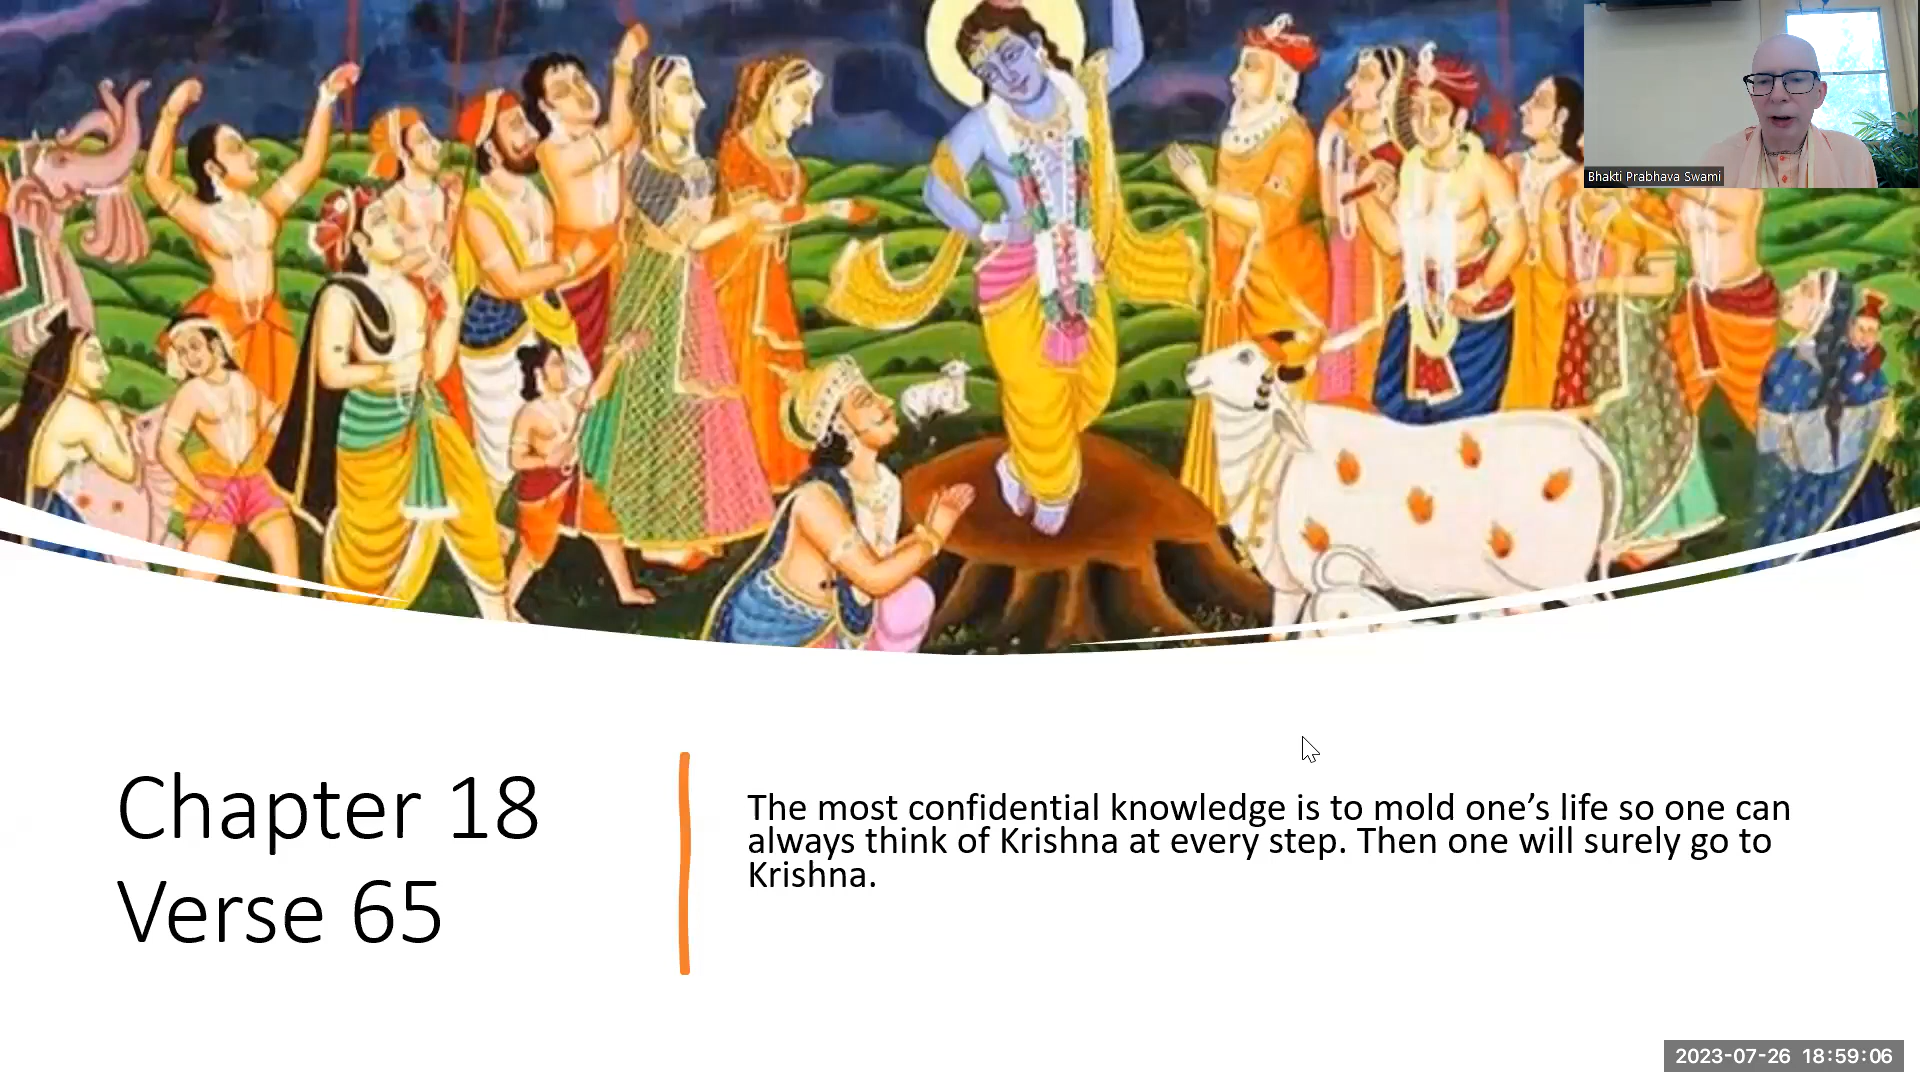 Bhakti Prabhava Swami
Chapter 18
Verse 65
The most confidential knowledge is to mold one’s life so one can
always think of Krishna at every step. Then one will surely go to
Krishna.
2023-07-26 18:59:06